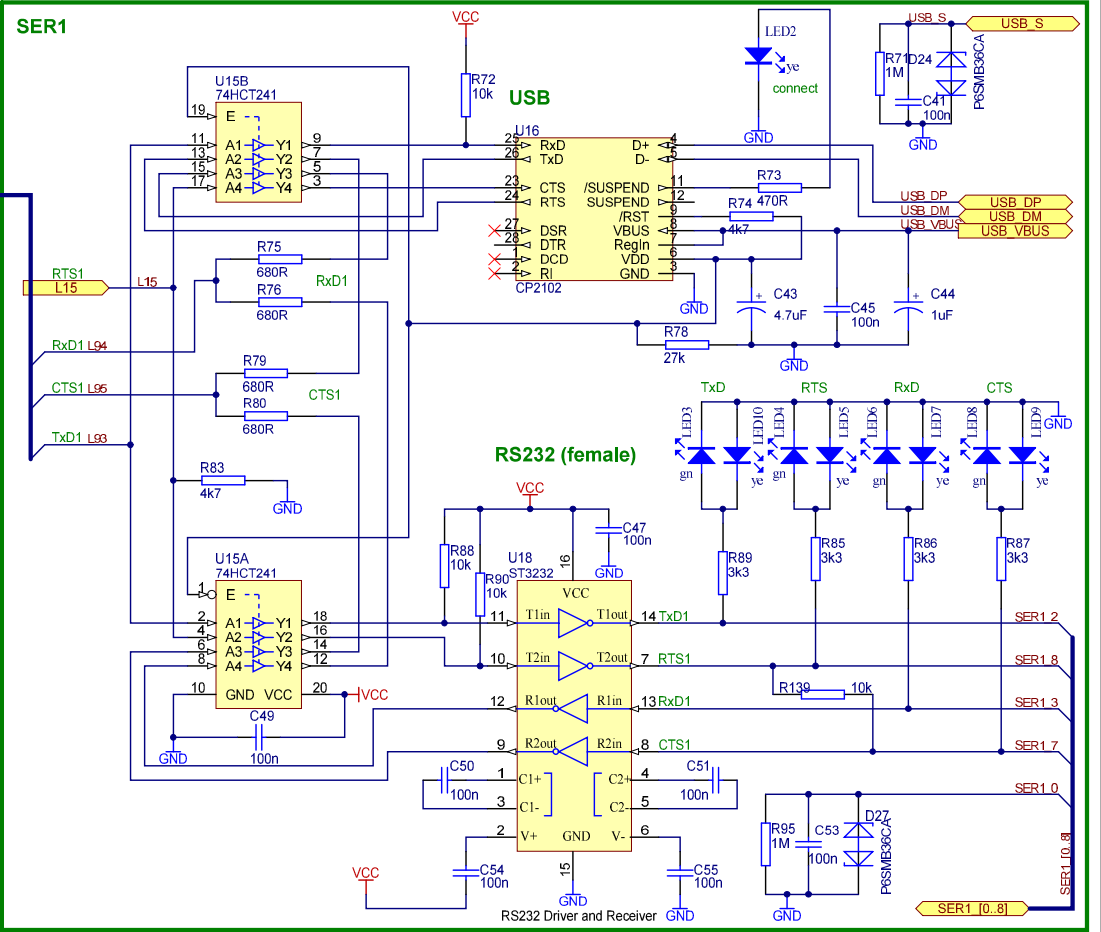 SER1
VCC
LED2
ye
connect
GND
USB_S
USB_S
R71
1M
D24
C41
100n
P6SMB36CA
GND
U15B
74HCT241
19 E
11 A1 Y1 9
13 A2 Y2 7
15 A3 Y3 5
17 A4 Y4 3
R72
10k
USB
U16
25 RxD D+ 4
26 TxD D- 5
23 CTS /SUSPEND 11
24 RTS SUSPEND 12
/RST 9
27 DSR VBUS 8
28 DTR RegIn 7
1 DCD VDD 6
2 RI GND 3
CP2102
R73
470R
R74
4k7
USB_DP
USB_DP
USB_DM
USB_DM
USB_VBUS
USB_VBUS
GND
C43
4.7uF
C45
100n
C44
1uF
R78
27k
GND
R75
680R
R76
680R
RxD1
RTS1
L15
L15
RxD1 L94
CTS1 L95
TxD1 L93
R79
680R
R80
680R
CTS1
R83
4k7
GND
TxD RTS RxD CTS
GND
LED3 LED10 LED4 LED5 LED6 LED7 LED8 LED9
gn ye gn ye gn ye gn ye
R89
3k3
R85
3k3
R86
3k3
R87
3k3
RS232 (female)
VCC
C47
100n
GND
R88
10k
R90
10k
U18
ST3232
16
VCC
11 T1in T1out 14 TxD1
10 T2in T2out 7 RTS1
12 R1out R1in 13 RxD1
9 R2out R2in 8 CTS1
1 C1+ C2+ 4
3 C1- C2- 5
2 V+ GND V- 6
15
GND
C50
100n
C51
100n
C54
100n
C55
100n
VCC
GND
RS232 Driver and Receiver
U15A
74HCT241
1 E
2 A1 Y1 18
4 A2 Y2 16
6 A3 Y3 14
8 A4 Y4 12
10 GND VCC 20
VCC
C49
100n
GND
R139 10k
SER1_2
SER1_8
SER1_3
SER1_7
SER1_0
R95
1M
C53
100n
D27
P6SMB36CA
GND
SER1_[0..8]
SER1_[0..8]